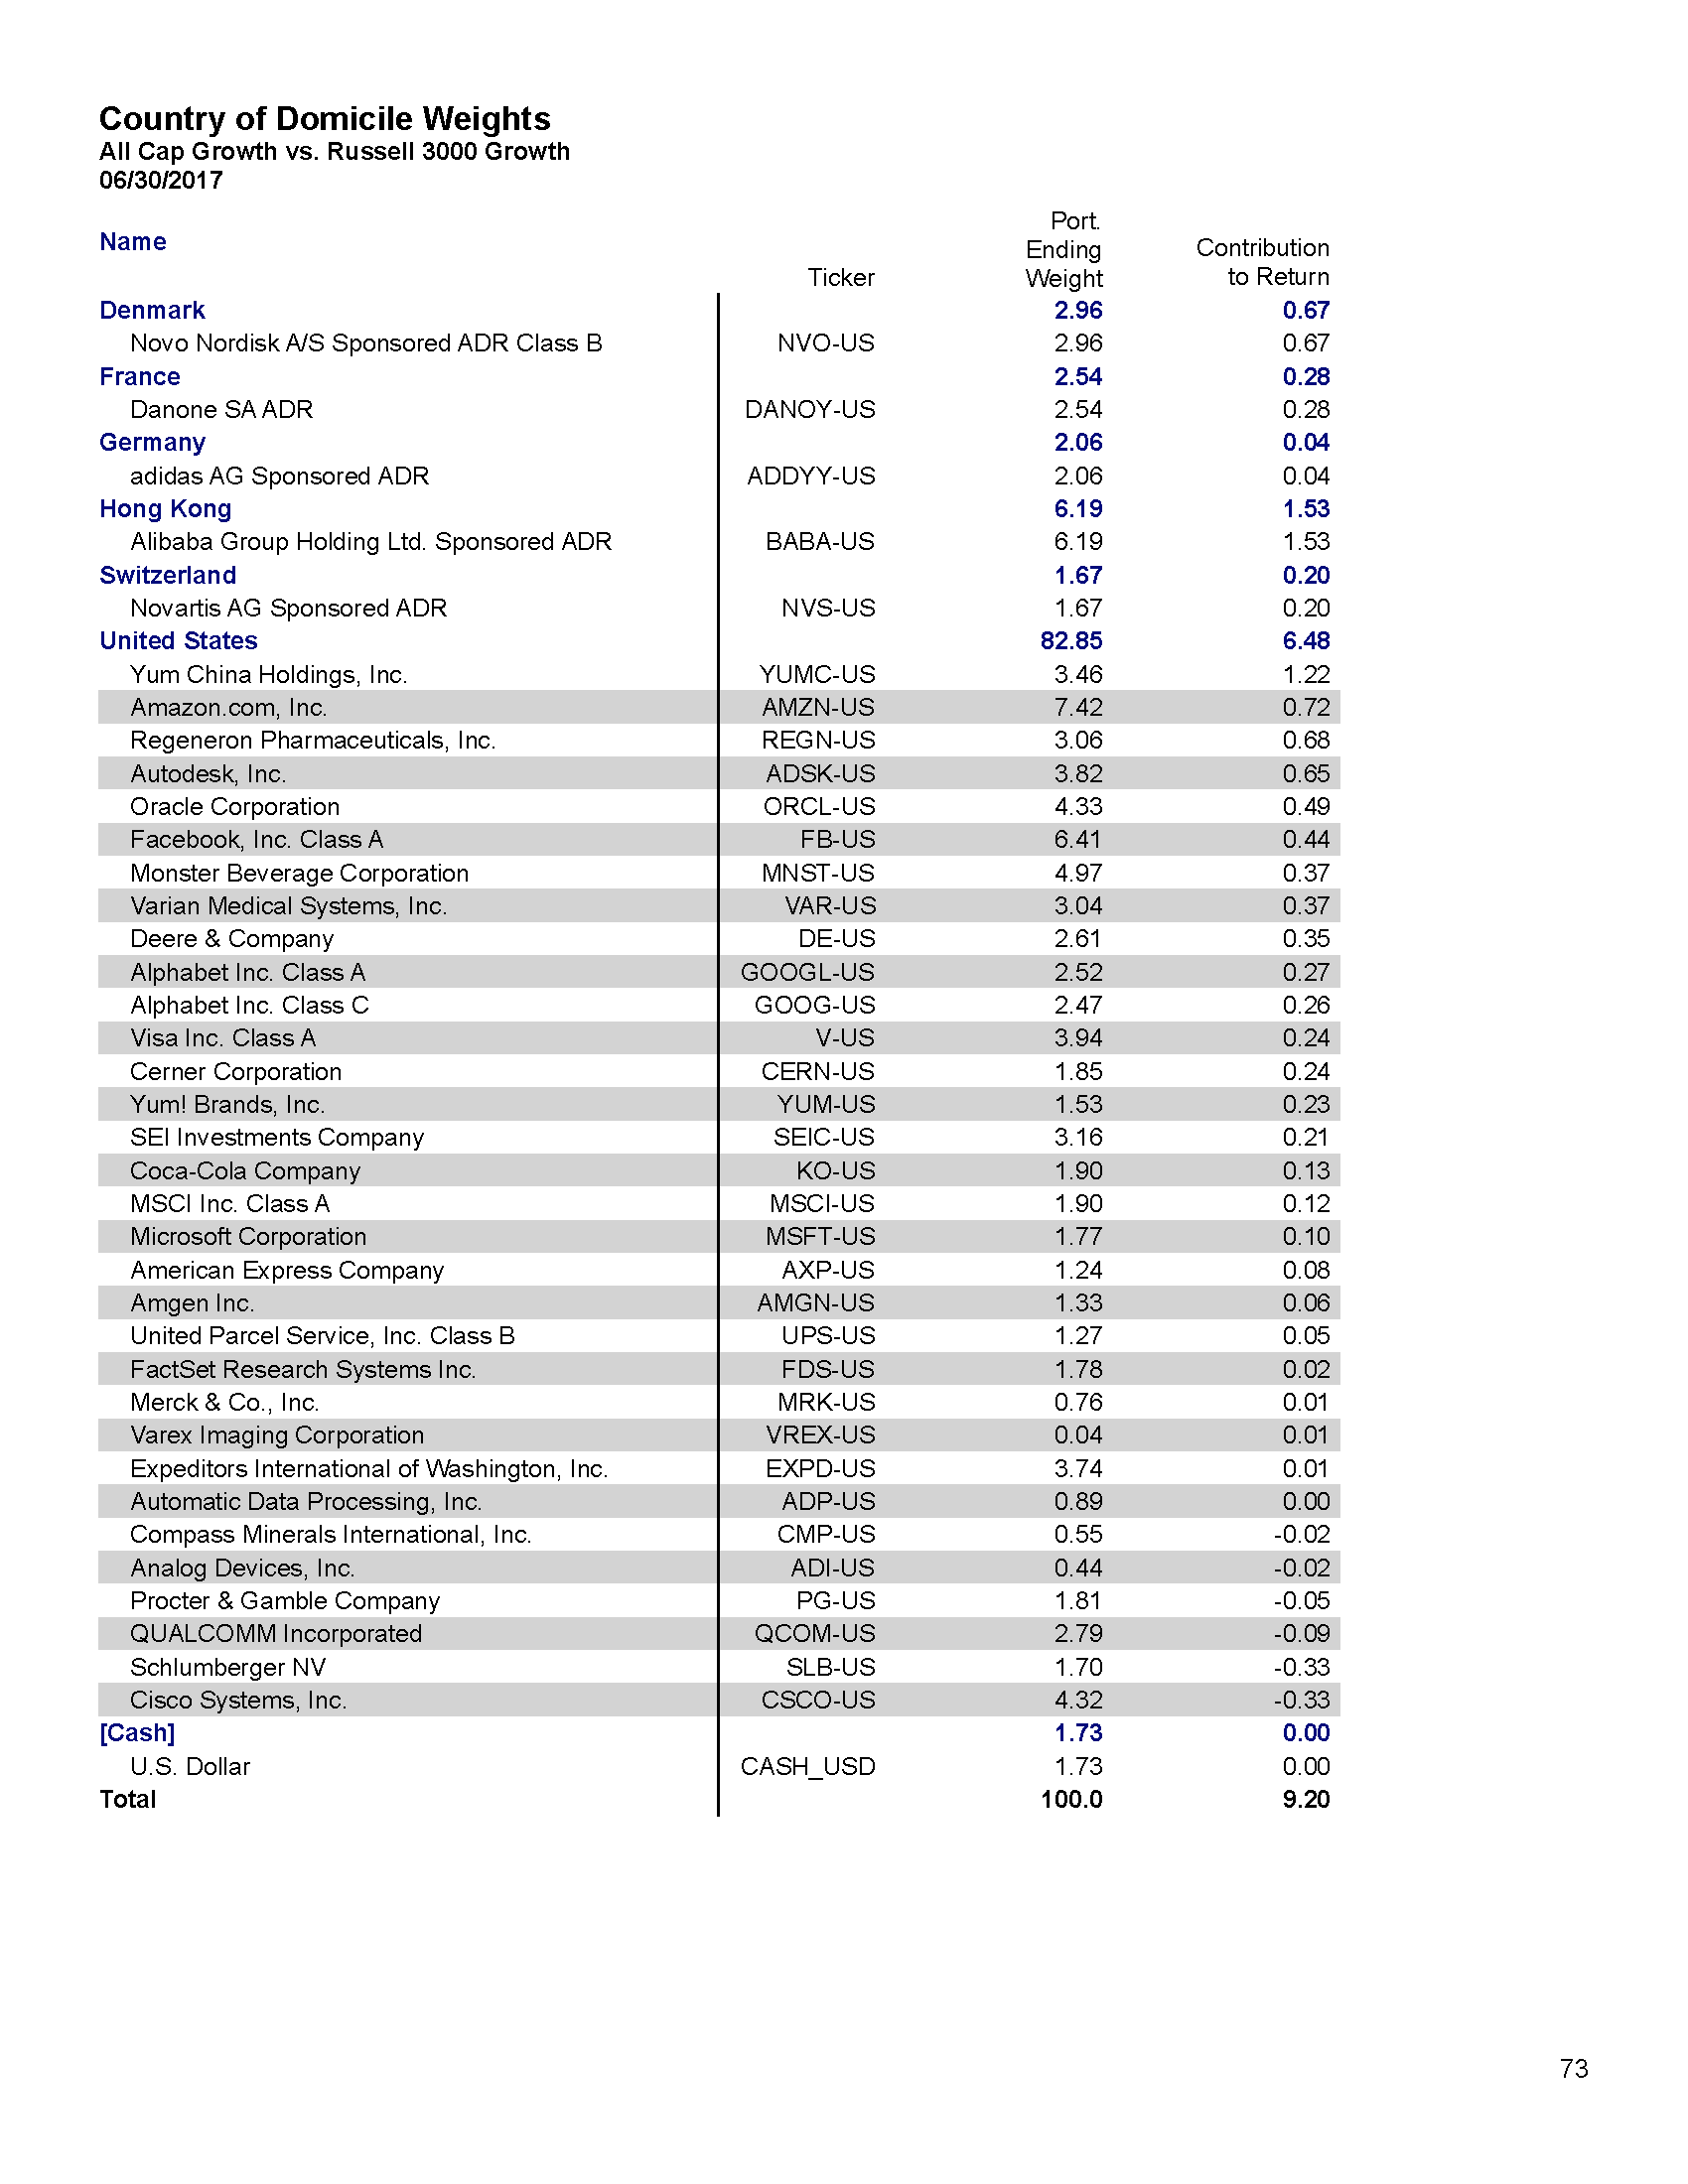 Country of Domicile Weights
All Cap Growth vs. Russell 3000 Growth
06/30/2017
Name Ticker Port. Ending Weight Contribution to Return
Denmark 2.96 0.67
Novo Nordisk A/S Sponsored ADR Class B NVO-US 2.96 0.67
France 2.54 0.28
Danone SA ADR DANOY-US 2.54 0.28
Germany 2.06 0.04
adidas AG Sponsored ADR ADDYY-US 2.06 0.04
Hong Kong 6.19 1.53
Alibaba Group Holding Ltd. Sponsored ADR BABA-US 6.19 1.53
Switzerland 1.67 0.20
Novartis AG Sponsored ADR NVS-US 1.67 0.20
United States 82.85 6.48
Yum China Holdings, Inc. YUMC-US 3.46 1.22
Amazon.com, Inc. AMZN-US 7.42 0.72
Regeneron Pharmaceuticals, Inc. REGN-US 3.06 0.68
Autodesk, Inc. ADSK-US 3.82 0.65
Oracle Corporation ORCL-US 4.33 0.49
Facebook, Inc. Class A FB-US 6.41 0.44
Monster Beverage Corporation MNST-US 4.97 0.37
Varian Medical Systems, Inc. VAR-US 3.04 0.37
Deere & Company DE-US 2.61 0.35
Alphabet Inc. Class A GOOGL-US 2.52 0.27
Alphabet Inc. Class C GOOG-US 2.47 0.26
Visa Inc. Class A V-US 3.94 0.24
Cerner Corporation CERN-US 1.85 0.24
Yum! Brands, Inc. YUM-US 1.53 0.23
SEI Investments Company SEIC-US 3.16 0.21
Coca-Cola Company KO-US 1.90 0.13
MSCI Inc. Class A MSCI-US 1.90 0.12
Microsoft Corporation MSFT-US 1.77 0.10
American Express Company AXP-US 1.24 0.08
Amgen Inc. AMGN-US 1.33 0.06
United Parcel Service, Inc. Class B UPS-US 1.27 0.05
FactSet Research Systems Inc. FDS-US 1.78 0.02
Merck & Co., Inc. MRK-US 0.76 0.01
Varex Imaging Corporation VREX-US 0.04 0.01
Expeditors International of Washington, Inc. EXPD-US 3.74 0.01
Automatic Data Processing, Inc. ADP-US 0.89 0.00
Compass Minerals International, Inc. CMP-US 0.55 -0.02
Analog Devices, Inc. ADI-US 0.44 -0.02
Procter & Gamble Company PG-US 1.81 -0.05
QUALCOMM Incorporated QCOM-US 2.79 -0.09
Schlumberger NV SLB-US 1.70 -0.33
Cisco Systems, Inc. CSCO-US 4.32 -0.33
[Cash] 1.73 0.00
U.S. Dollar CASH_USD 1.73 0.00
Total 100.0 9.20
73